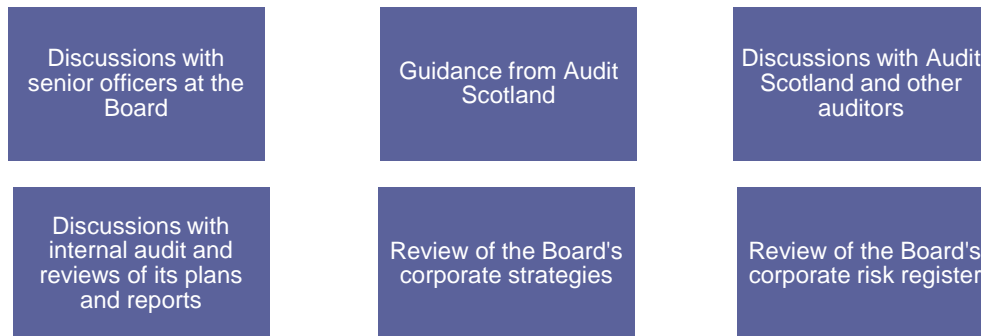 Discussions with
senior officers at the
Board
Guidance from Audit
Scotland
Discussions with Audit
Scotland and other
auditors
Discussions with
internal audit and
reviews of its plans
and reports
Review of the Board's
corporate strategies
Review of the Board's
corporate risk register